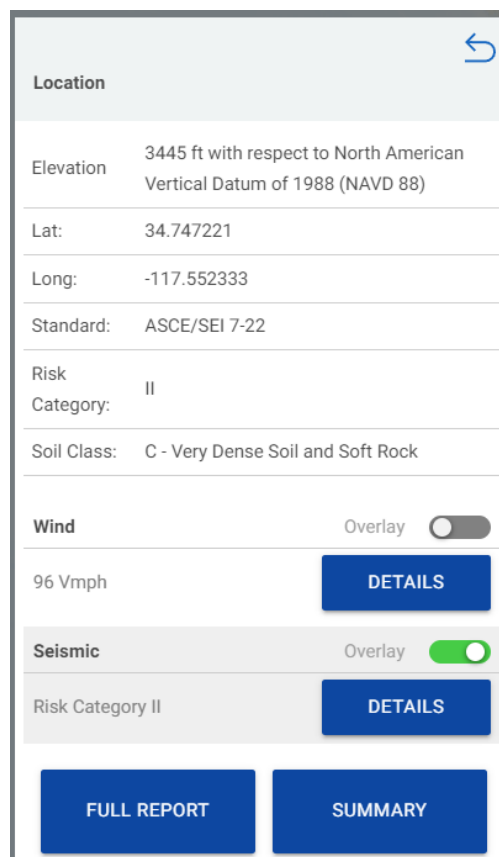 Location
Elevation
3445 ft with respect to North American
Vertical Datum of 1988 (NAVD 88)
Lat: 34.747221
Long: -117.552333
Standard: ASCE/SEI 7-22
Risk
Category:
II
Soil Class: C - Very Dense Soil and Soft Rock
Wind Overlay
96 Vmph DETAILS
Seismic Overlay
Risk Category II DETAILS
FULL REPORT SUMMARY